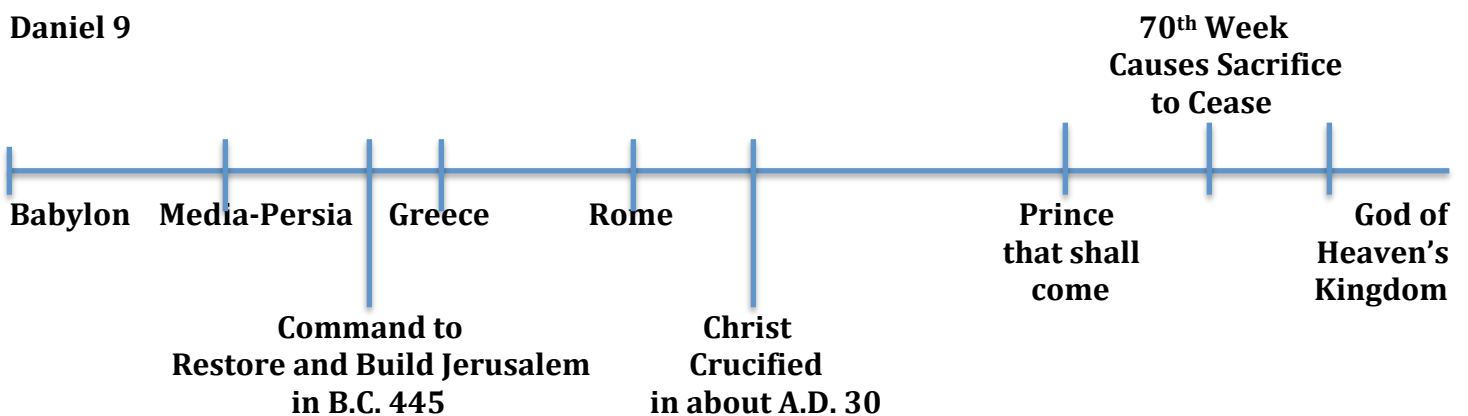 Daniel 9
70th Week
Causes Sacrifice
to Cease
Babylon Media-Persia Greece Rome
Prince
that shall
come
God of
Heaven’s
Kingdom
Command to
Restore and Build Jerusalem
in B.C. 445
Christ
Crucified
in about A.D. 30